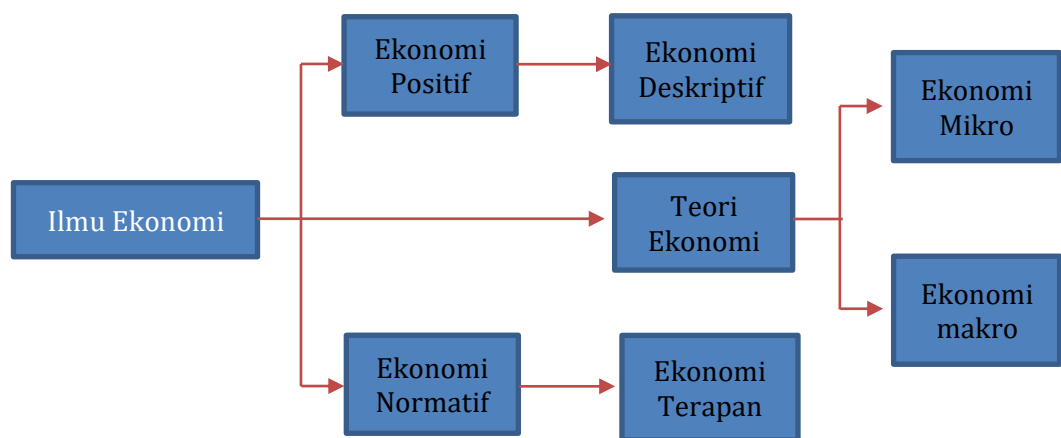 Ekonomi
Positif
Ekonomi
Deskriptif
Ekonomi
Mikro
Ilmu Ekonomi
Teori
Ekonomi
Ekonomi
makro
Ekonomi
Normatif
Ekonomi
Terapan